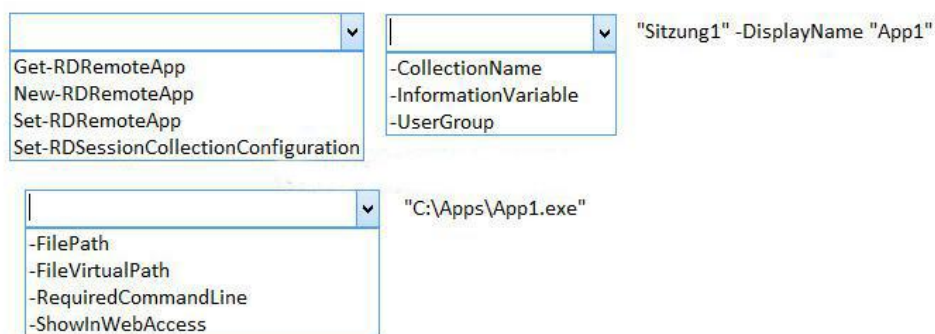 "Sitzung1" -DisplayName "App1"
Get-RDRemoteApp
New-RDRemoteApp
Set-RDRemoteApp
Set-RDSessionCollectionConfiguration
-CollectionName
-InformationVariable
-UserGroup
"C:\Apps\App1.exe"
-FilePath
-FileVirtualPath
-RequiredCommandLine
-ShowInWebAccess